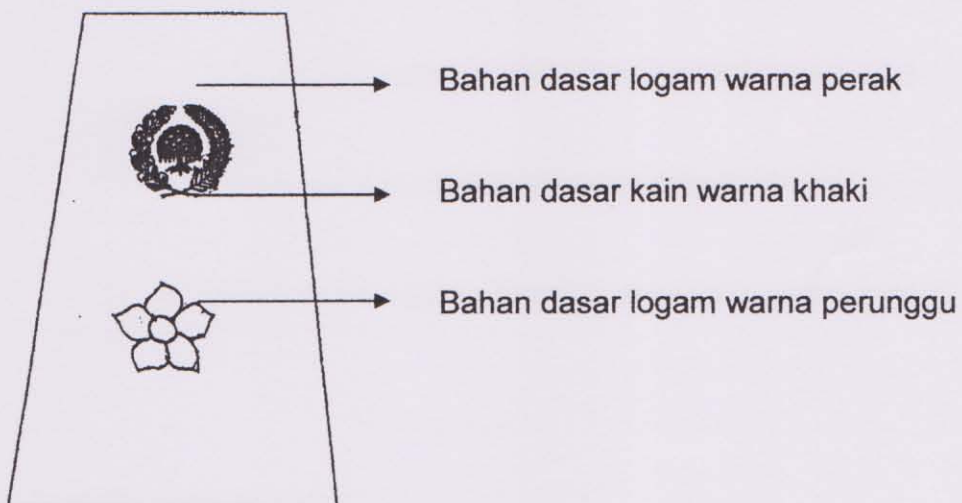 Bahan dasar logam warna perak
Bahan dasar kain warna khaki
Bahan dasar logam warna perunggu